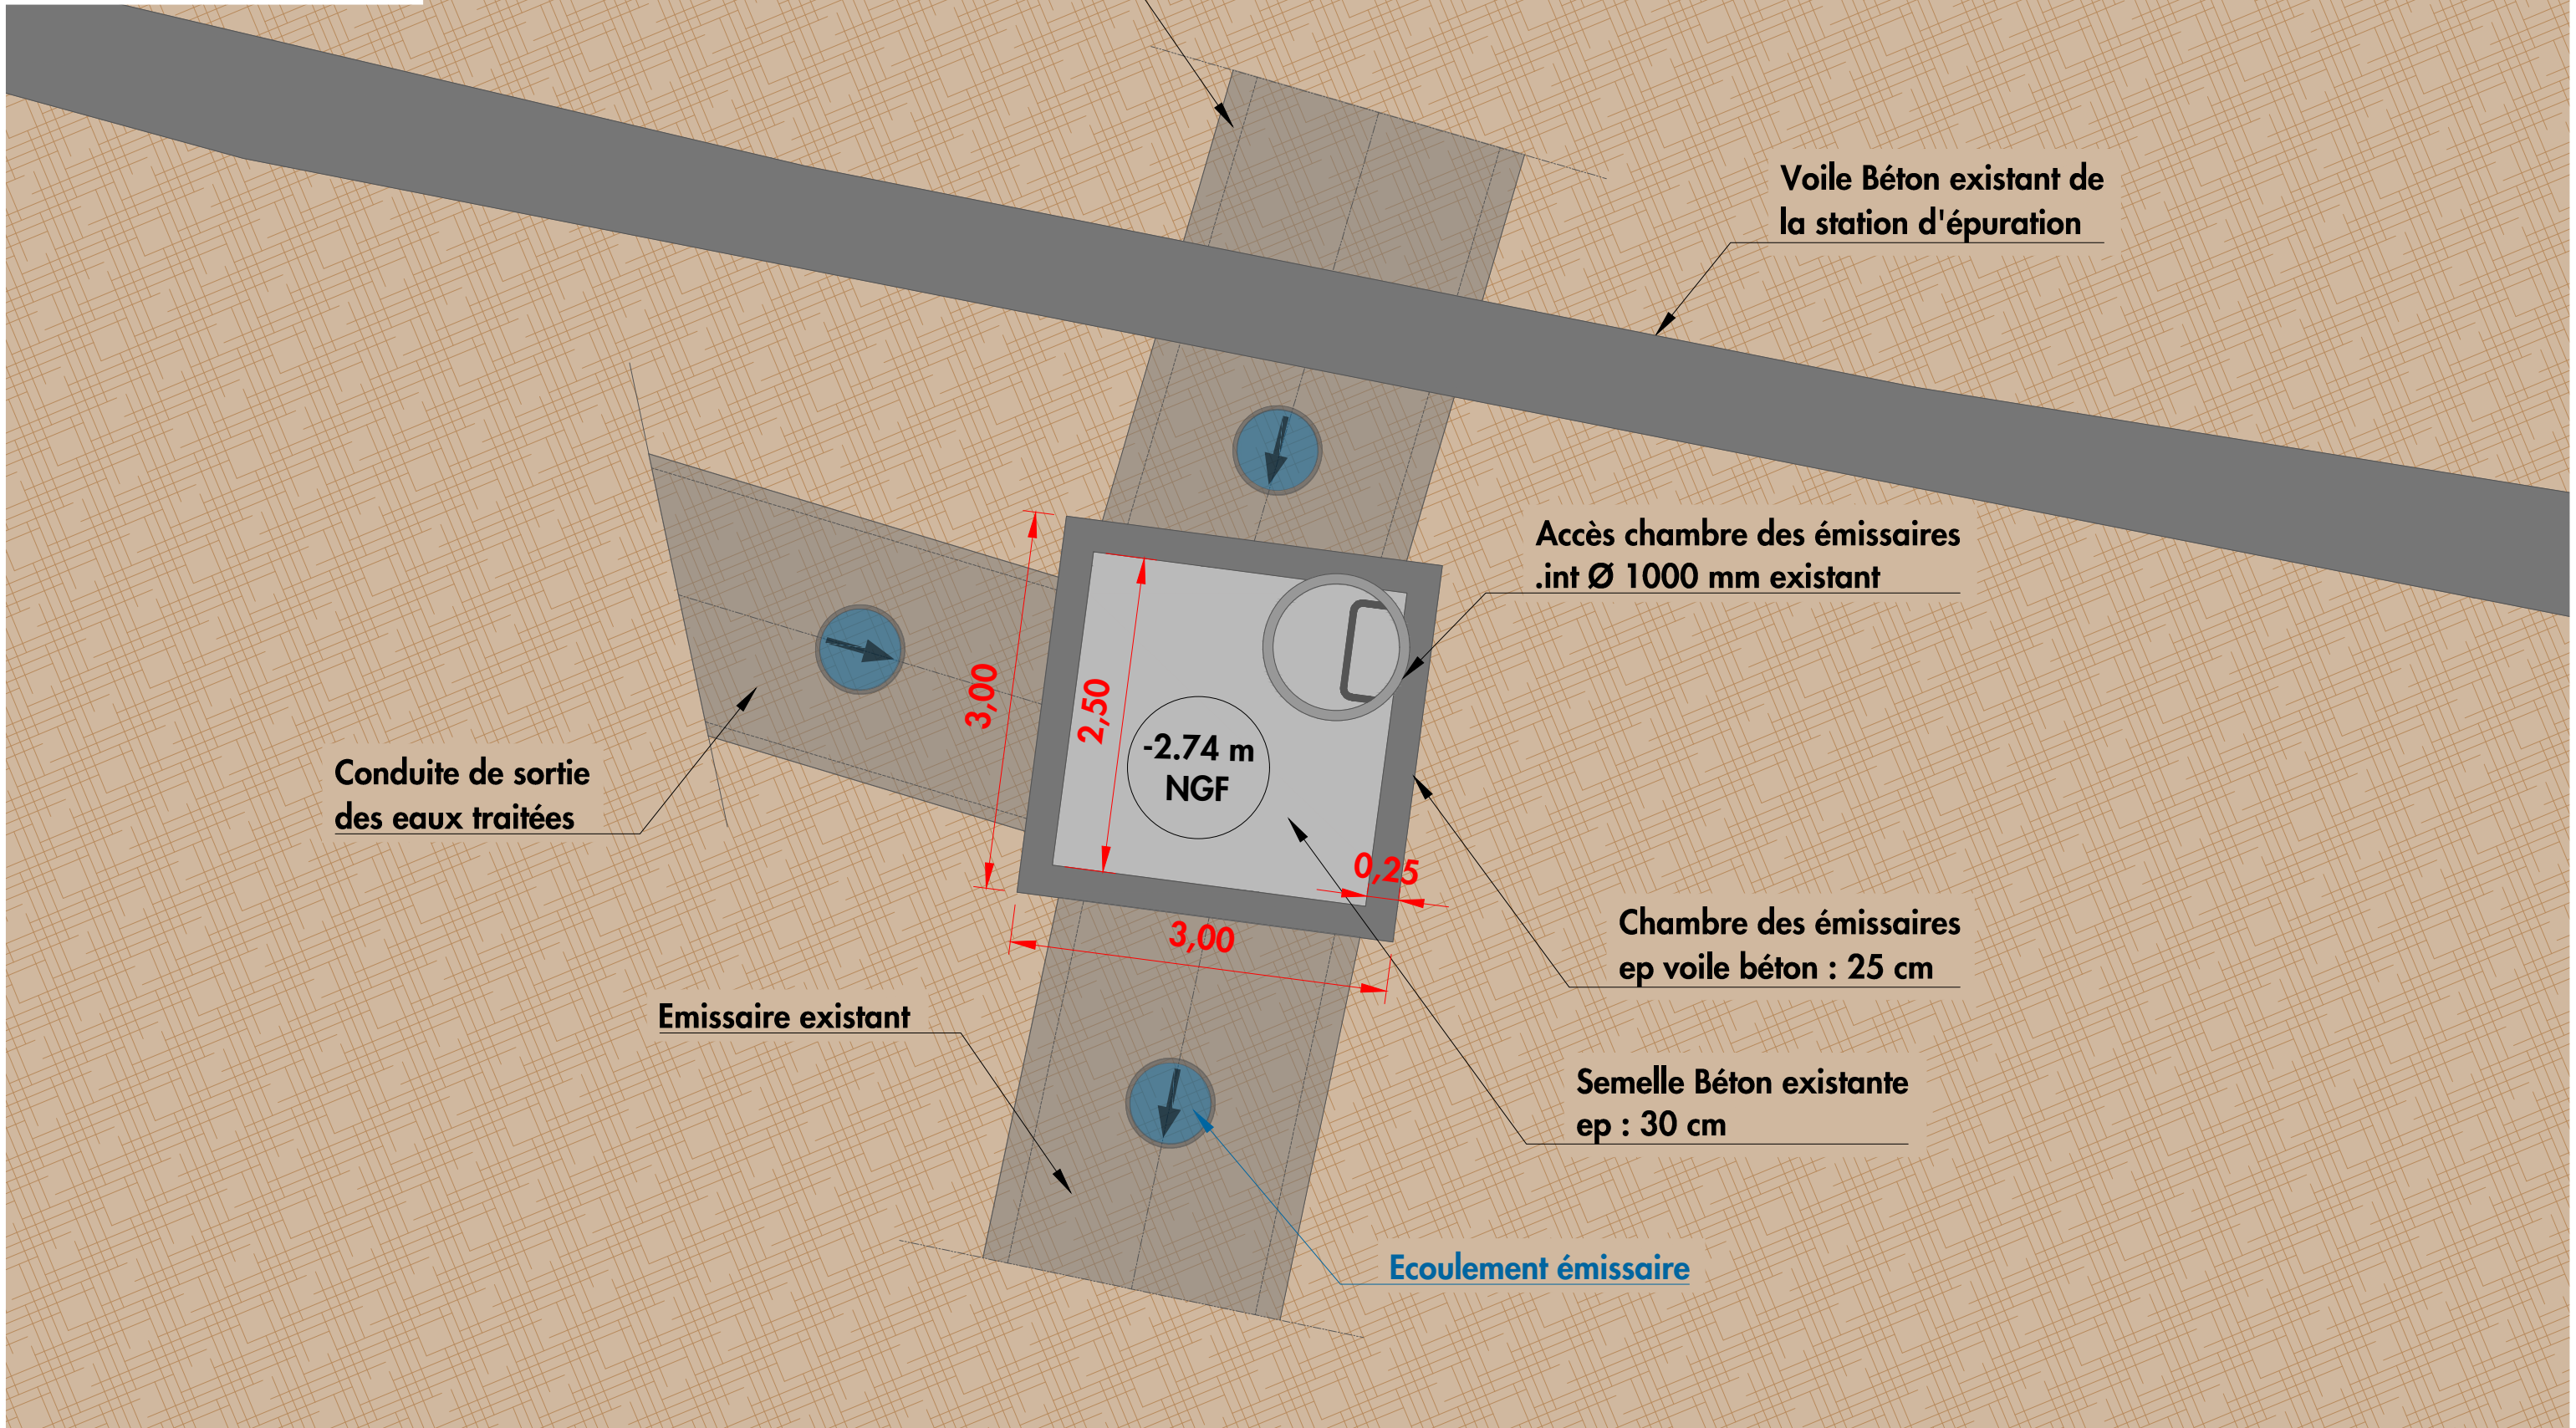 Voile Béton existant de
la station d'épuration
Accès chambre des émissaires
.int Ø 1000 mm existant
3,00
2,50
-2.74 m
NGF
Conduite de sortie
des eaux traitées
0,25
3,00
Chambre des émissaires
ep voile béton : 25 cm
Emissaire existant
Semelle Béton existante
ep : 30 cm
Ecoulement émissaire